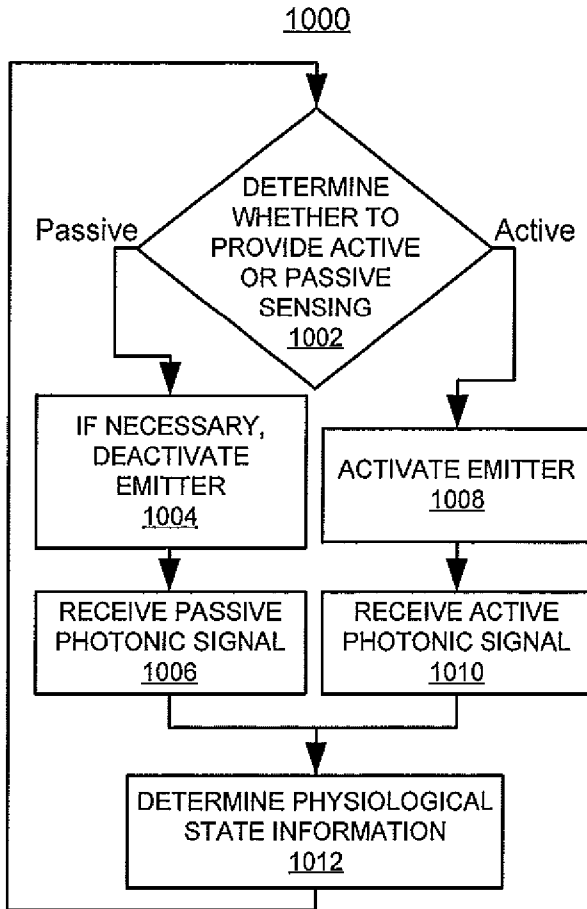 1000
DETERMINE
WHETHER TO
PROVIDE ACTIVE
OR PASSIVE
SENSING
1002
Passive
Active
IF NECESSARY,
DEACTIVATE
EMITTER
1004
ACTIVATE EMITTER
1008
RECEIVE PASSIVE
PHOTONIC SIGNAL
1006
RECEIVE ACTIVE
PHOTONIC SIGNAL
1010
DETERMINE PHYSIOLOGICAL
STATE INFORMATION
1012